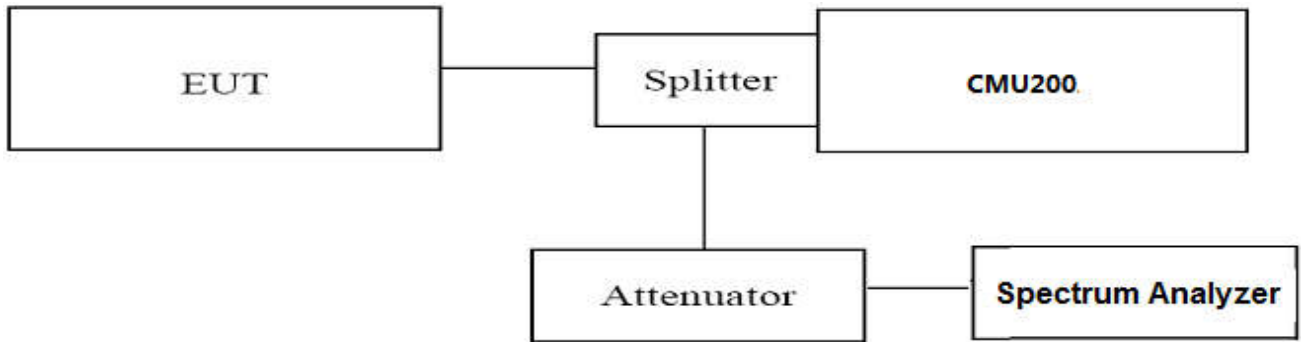 EUT
Splitter
CMU200.
Attenuator
Spectrum Analyzer